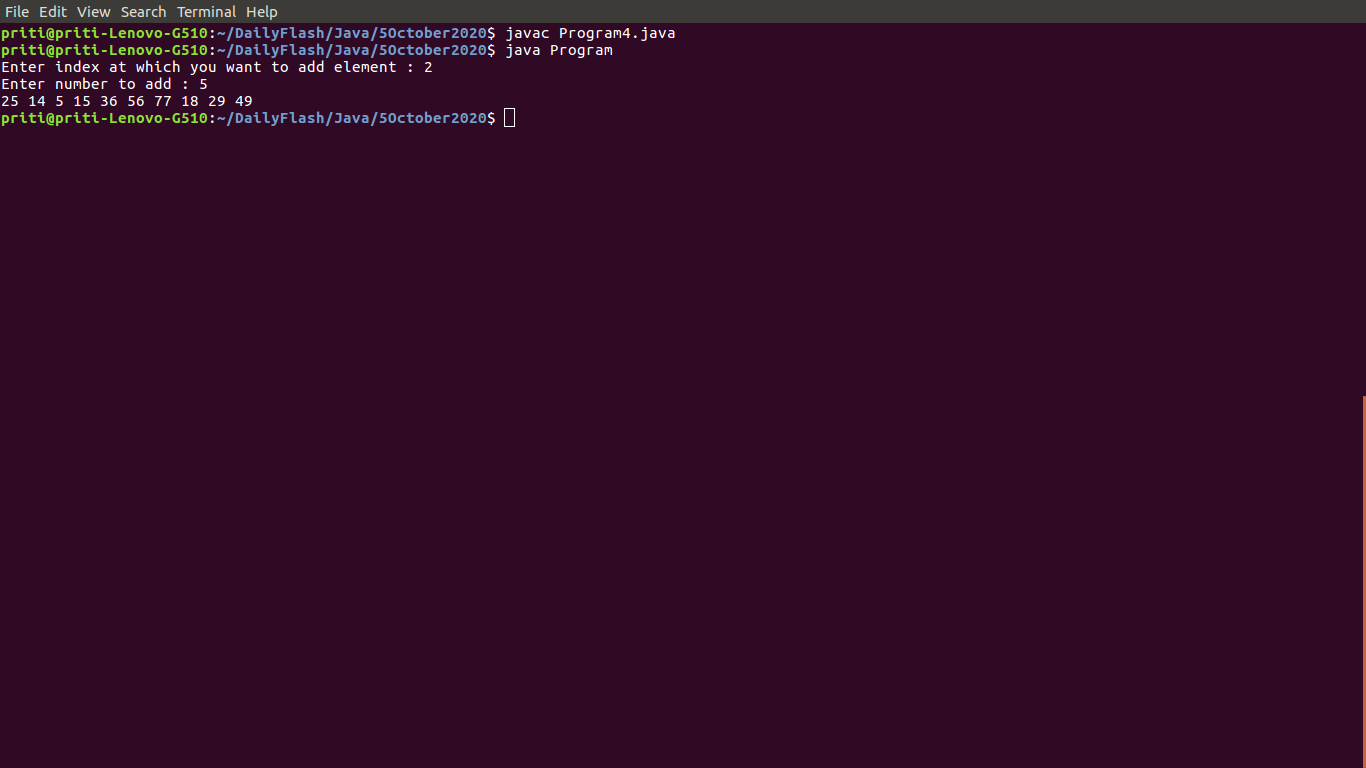 File Edit View Search Terminal Help
priti@priti-Lenovo-G510:~/DailyFlash/Java/5October2020$ javac Program4.java
priti@priti-Lenovo-G510:~/DailyFlash/Java/5October2020$ java Program
Enter index at which you want to add element : 2
Enter number to add : 5
25 14 5 15 36 56 77 18 29 49
priti@priti-Lenovo-G510:~/DailyFlash/Java/5October2020$